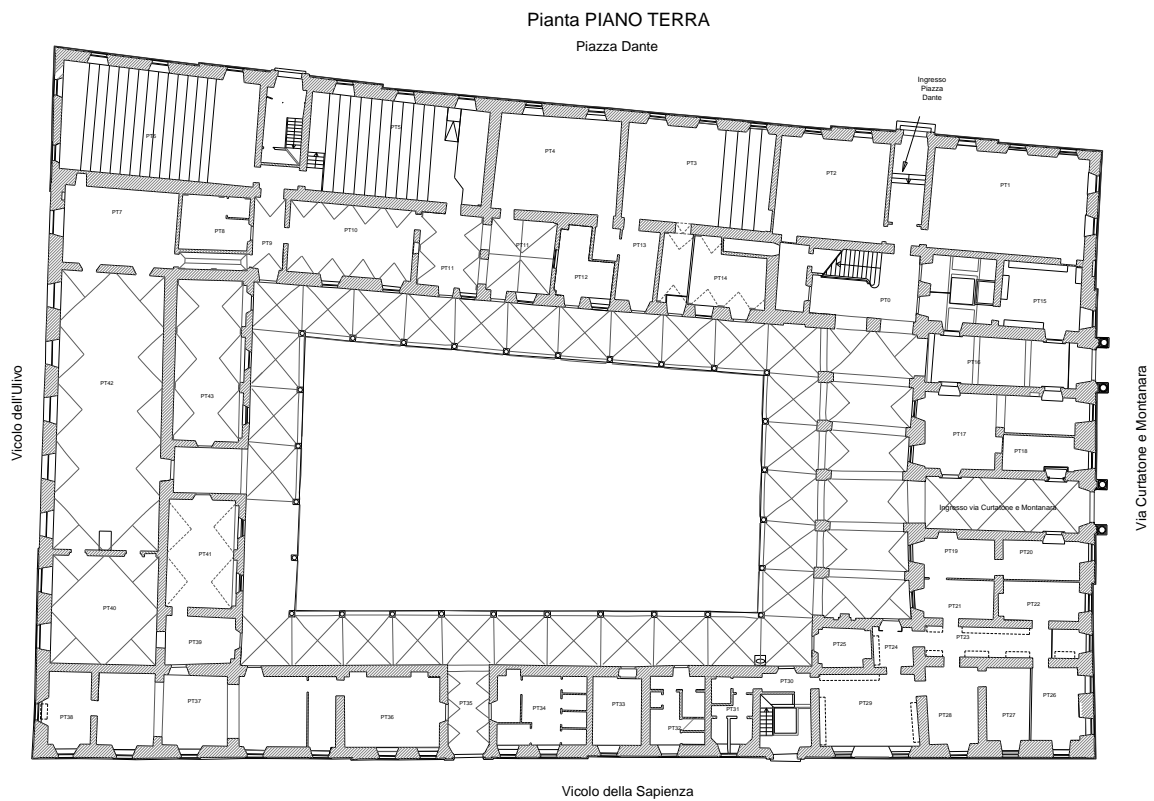 Pianta PIANO TERRA
Piazza Dante
Ingresso
Piazza
Dante
PT6
PT5
PT4
PT3
PT2
PT1
PT7
PT8
PT9
PT10
PT11
PT11
PT12
PT13
PT14
PT0
PT15
PT16
PT42
PT43
PT17
PT18
Vicolo dell'Ulivo
Via Curtatone e Montanara
Ingresso via Curtatone e Montanara
PT41
PT19
PT20
PT40
PT21
PT22
PT39
PT25
PT24
PT23
PT38
PT37
PT36
PT35
PT34
PT33
PT32
PT31
PT30
PT29
PT28
PT27
PT26
Vicolo della Sapienza